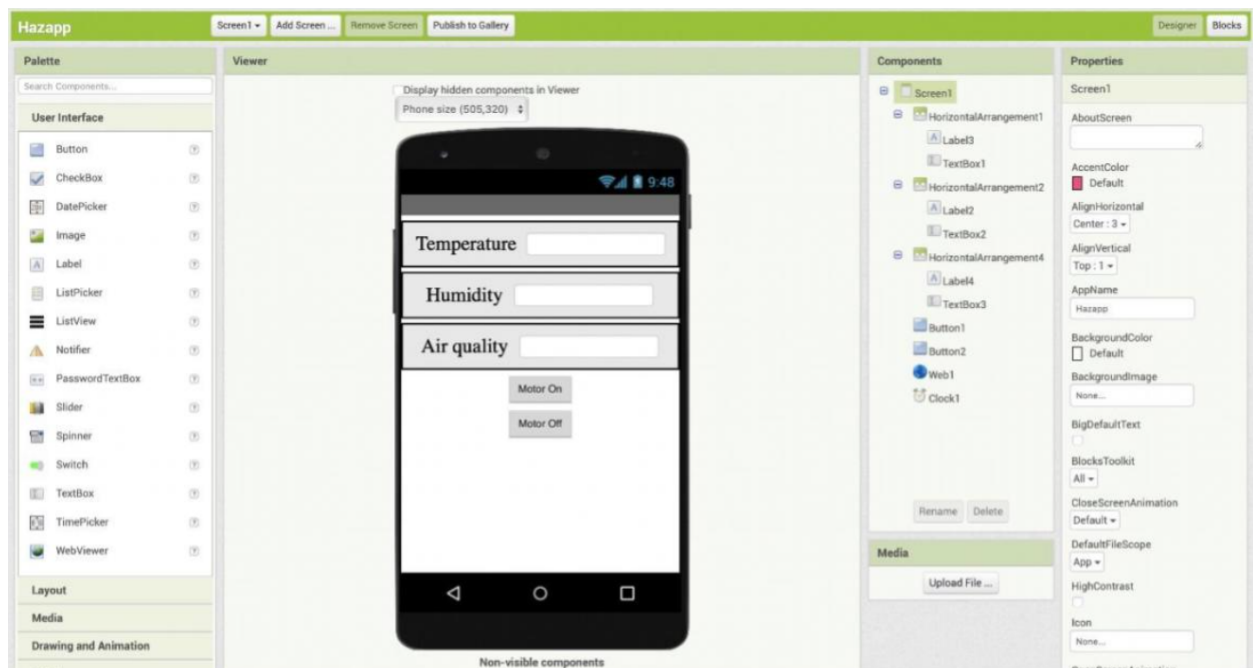 Hazapp
Screen1
Add Screen ...
Remove Screen
Publish to Gallery
Designer
Blocks
Palette
Search Components...
User Interface
Button
CheckBox
DatePicker
Image
Label
ListPicker
ListView
Notifier
PasswordTextBox
Slider
Spinner
Switch
TextBox
TimePicker
WebViewer
Layout
Media
Drawing and Animation
Viewer
Display hidden components in Viewer
Phone size (505,320)
9:48
Temperature
Humidity
Air quality
Motor On
Motor Off
Non-visible components
Components
Screen1
HorizontalArrangement1
Label3
TextBox1
HorizontalArrangement2
Label2
TextBox2
HorizontalArrangement4
Label4
TextBox3
Button1
Button2
Web1
Clock1
Rename
Delete
Media
Upload File ...
Properties
Screen1
AboutScreen
AccentColor
Default
AlignHorizontal
Center : 3
AlignVertical
Top : 1
AppName
Hazapp
BackgroundColor
Default
BackgroundImage
None...
BigDefaultText
BlocksToolkit
All
CloseScreenAnimation
Default
DefaultFileScope
App
HighContrast
Icon
None...